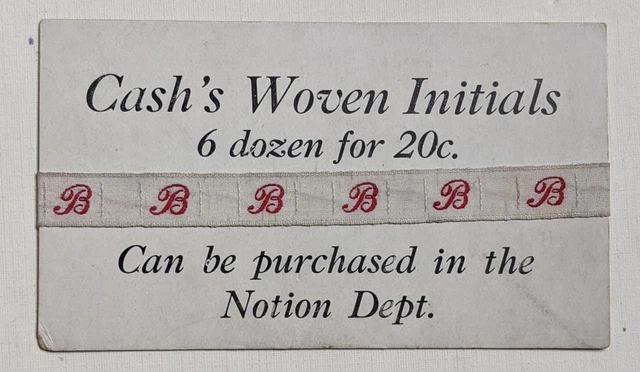 Cash's Woven Initials
6 dozen for 20c.
B B B B B B
Can be purchased in the
Notion Dept.